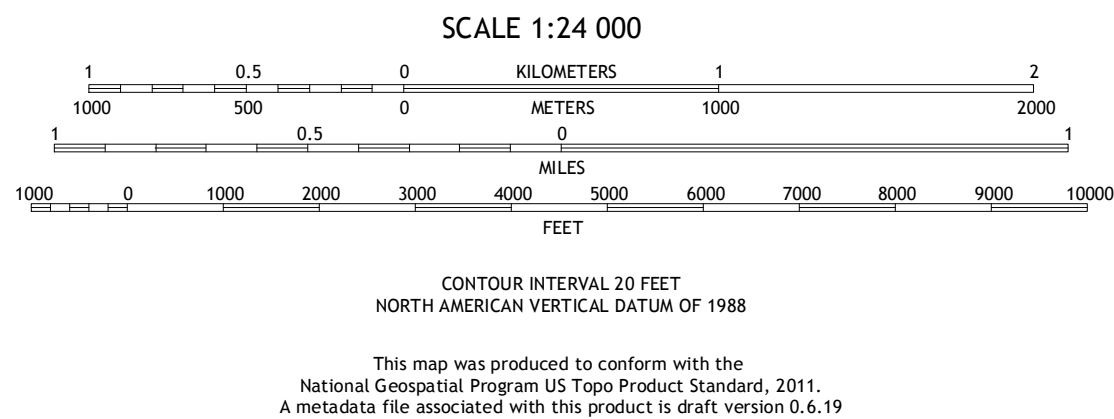 SCALE 1:24 000
1 0.5 0 KILOMETERS 1 2
1000 500 0 METERS 1000 2000
1 0.5 0 1
MILES
1000 0 1000 2000 3000 4000 5000 6000 7000 8000 9000 10000
FEET
CONTOUR INTERVAL 20 FEET
NORTH AMERICAN VERTICAL DATUM OF 1988
This map was produced to conform with the
National Geospatial Program US Topo Product Standard, 2011.
A metadata file associated with this product is draft version 0.6.19